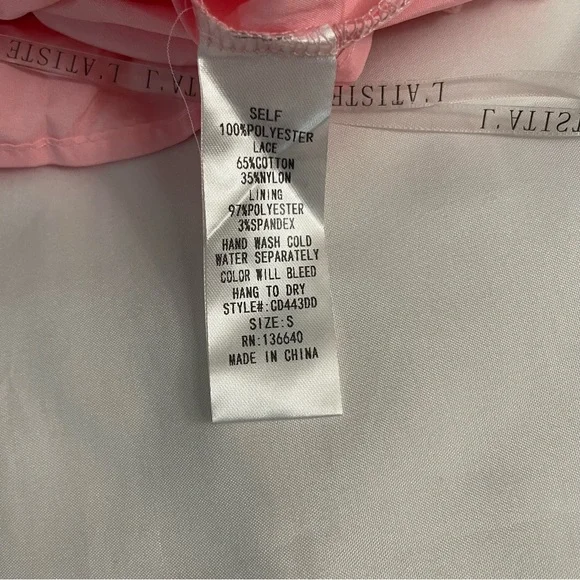 L'ATISTE
L'ATISTE
SELF
100%POLYESTER
LACE
65%COTTON
35%NYLON
LINING
97%POLYESTER
3%SPANDEX
HAND WASH COLD
WATER SEPARATELY
COLOR WILL BLEED
HANG TO DRY
STYLE#:CD443DD
SIZE:S
RN:136640
MADE IN CHINA